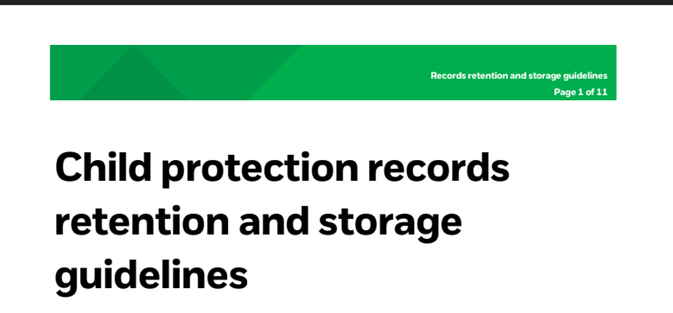 Records retention and storage guidelines
Page 1 of 11
Child protection records
retention and storage
guidelines